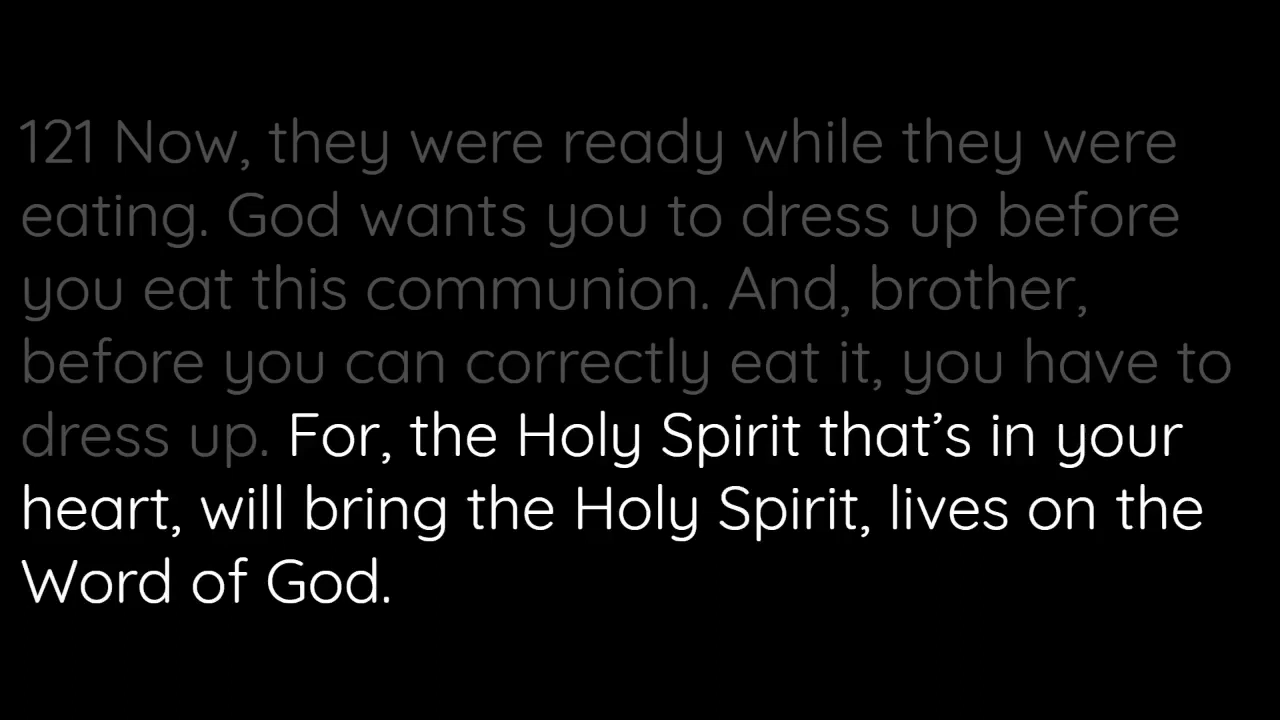 121 Now, they were ready while they were
eating. God wants you to dress up before
you eat this communion. And, brother,
before you can correctly eat it, you have to
dress up. For, the Holy Spirit that’s in your
heart, will bring the Holy Spirit, lives on the
Word of God.